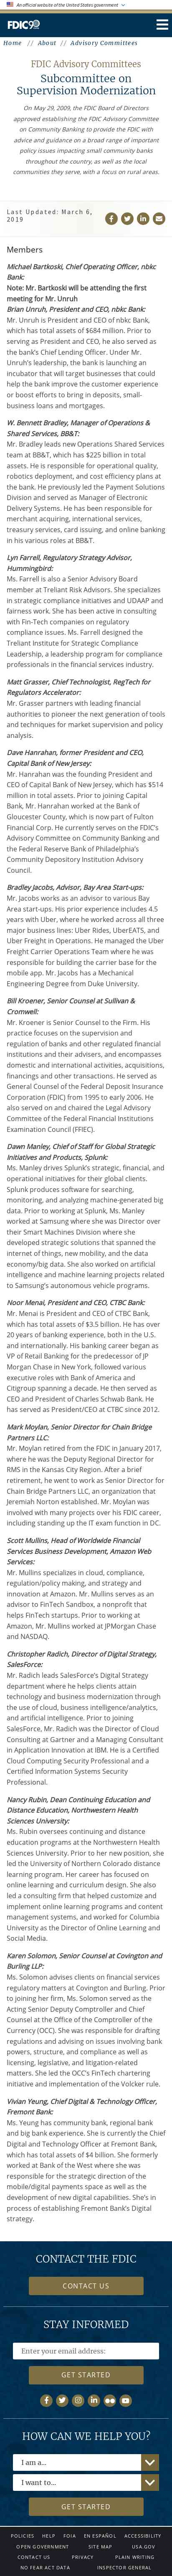 An official website of the United States government
FDIC90
Home // About // Advisory Committees
FDIC Advisory Committees
Subcommittee on
Supervision Modernization
On May 29, 2009, the FDIC Board of Directors
approved establishing the FDIC Advisory Committee
on Community Banking to provide the FDIC with
advice and guidance on a broad range of important
policy issues impacting small community banks
throughout the country, as well as the local
communities they serve, with a focus on rural areas.
Last Updated: March 6,
2019
Members
Michael Bartkoski, Chief Operating Officer, nbkc
Bank:
Note: Mr. Bartkoski will be attending the first
meeting for Mr. Unruh
Brian Unruh, President and CEO, nbkc Bank:
Mr. Unruh is President and CEO of nbkc Bank,
which has total assets of $684 million. Prior to
serving as President and CEO, he also served as
the bank's Chief Lending Officer. Under Mr.
Unruh's leadership, the bank is launching an
incubator that will target businesses that could
help the bank improve the customer experience
or boost efforts to bring in deposits, small-
business loans, and mortgages.
W. Bennett Bradley, Manager of Operations &
Shared Services, BB&T:
Mr. Bradley leads new Operations Shared Services
team at BB&T, which has $225 billion in total
assets. He is responsible for operational quality,
robotics deployment, and cost efficiency plans at
the bank. He previously led the Payment Solutions
Department and served as Manager of Electronic
Delivery Systems. He has been responsible for
merchant acquiring, international services,
treasury operations and issuing, and online banking
in his various roles at BB&T.
Lyn Farrell, Regulatory Strategy Advisor,
Hummingbird:
Ms. Farrell is also a Senior Advisory Board
member at Treliant Risk Advisors. She specializes
in strategic compliance initiatives and UDAAP and
fairness work. She has been active in consulting
with Fin-Tech companies on regulatory
compliance issues. Ms. Farrell designed the
Treliant Institute for Strategic Compliance
Leadership, a leadership program for compliance
professionals in the financial services industry.
Matt Grasser, Chief Technologist, RegTech for
Regulators Accelerator:
Mr. Grasser partners with leading financial
authorities to pioneer the next generation of tools
and techniques for market supervision and policy
analysis.
Dave Hanrahan, former President and CEO,
Capital Bank of New Jersey:
Mr. Hanrahan was the founding President and
CEO of Capital Bank of New Jersey, which has $514
million in total assets. Prior to joining Capital
Bank, Mr. Hanrahan worked at the Bank of
Gloucester County, which is now part of Fulton
Financial Corp. He currently serves on the FDIC's
Advisory Committee on Community Banking and
the Federal Reserve Bank of Philadelphia's
Community Depository Institution Advisory
Council.
Bradley Jacobs, Advisor, Bay Area Start-ups:
Mr. Jacobs works as an advisor to various Bay
Area start-ups. His prior experience includes 4.5
years with Uber, where he worked across all three
major business lines: Uber Rides, UberEATS, and
Uber Freight in Operations. He managed the Uber
Freight Carrier Operations Team where he was
responsible for building the carrier base for the
mobile app. Mr. Jacobs has a Mechanical
Engineering Degree from Duke University.
Bill Kroener, Senior Counsel at Sullivan &
Cromwell:
Mr. Kroener is Senior Counsel to the Firm. His
practice focuses on the supervision and
regulation of banks and other regulated financial
institutions and their advisers, and encompasses
domestic and international activities, acquisitions,
financings and other types of change. He served as
General Counsel of the Federal Deposit Insurance
Corporation (FDIC) from 1995 to early 2006. He
also served on and chaired the Legal Advisory
Committee of the Federal Financial Institutions
Examination Council (FFIEC).
Dawn Manley, Chief of Staff for Global Strategic
Initiatives and Products, Splunk:
Ms. Manley drives Splunk's strategic, financial, and
operational initiatives for their global clients.
Splunk produces software for searching,
monitoring, and analyzing machine-generated big
data. Prior to working at Splunk, Ms. Manley
worked at Samsung where she was Director over
their Smart Machines Division where she
developed strategic approaches for the internet of
things, connected systems, new mobility, and the data
economy/big data. She also worked on artificial
intelligence and machine learning projects related
to Samsung's autonomous vehicle programs.
Noor Menai, President and CEO, CTBC Bank:
Mr. Menai is President and CEO of CTBC Bank,
which has total assets of $3.5 billion. He has over
20 years of banking experience, both in the U.S.
and internationally. His banking career began as
VP of Retail Banking for the predecessor of JP
Morgan Chase in New York, followed various
executive roles with Bank of America and
Citigroup spanning a decade. He then served as
CEO and President of Charles Schwab Bank. He
has served as President/CEO at CTBC since 2012.
Mark Moylan, Senior Director for Chain Bridge
Partners LLC:
Mr. Moylan retired from the FDIC in January 2017,
where he was the Deputy Regional Director for
RMS in the Kansas City Region. After a brief
retirement, he went to work as Senior Director for
Chain Bridge Partners LLC, an organization that
Jeremiah Norton established. Mr. Moylan was
involved with many projects over his FDIC career,
including standing up the IT exam function in DC.
Scott Mullins, Head of Worldwide Financial
Services Business Development, Amazon Web
Services:
Mr. Mullins specializes in cloud, compliance,
regulation/policy making, and strategy and
innovation at Amazon. Mr. Mullins serves as an
advisor to FinTech Sandbox, a nonprofit that
helps FinTech startups. Prior to working at
Amazon, Mr. Mullins worked at JPMorgan Chase
and NASDAQ.
Christopher Radich, Director of Digital Strategy,
SalesForce:
Mr. Radich leads SalesForce's Digital Strategy
department where he helps clients attain
technology and business modernization through
the use of cloud, business intelligence/analytics,
and artificial intelligence. Prior to joining
SalesForce, Mr. Radich was the Director of Cloud
Consulting at Gartner and a Managing Consultant
in Application Innovation at IBM. He is a Certified
Cloud Computing Security Professional and a
Certified Information Systems Security
Professional.
Nancy Rubin, Dean Continuing Education and
Distance Education, Northwestern Health
Sciences University:
Ms. Rubin oversees continuing and distance
education programs at the Northwestern Health
Sciences University. Prior to her new position, she
led the University of Northern Colorado distance
learning program. Her career has focused on
online learning and curriculum design. She also
led a consulting firm that helped customize and
implement online learning programs and content
management systems, and worked for Columbia
University as the Director of Online Learning and
Social Media.
Karen Solomon, Senior Counsel at Covington and
Burling LLP:
Ms. Solomon advises clients on financial services
regulatory matters at Covington and Burling. Prior
to joining her firm, Ms. Solomon served as the
Acting Senior Deputy Comptroller and Chief
Counsel at the Office of the Comptroller of the
Currency (OCC). She was responsible for drafting
regulations and advising on national bank
powers, structure, and compliance as well as
licensing, legislative, and litigation-related
matters. She led the OCC's FinTech chartering
initiative and implementation of the Volcker rule.
Vivian Yeung, Chief Digital & Technology Officer,
Fremont Bank:
Ms. Yeung has community bank, regional bank
and big bank experience. She is currently the Chief
Digital and Technology Officer at Fremont Bank,
which has total assets of $4 billion. She formerly
worked at Bank of the West where she was
responsible for the strategic direction of the
mobile/digital payments space as well as the
development of new digital capabilities. She's in
process of establishing Fremont Bank's Digital
strategy.
CONTACT THE FDIC
CONTACT US
STAY INFORMED
Enter your email address:
GET STARTED
HOW CAN WE HELP YOU?
I am a...
I want to...
GET STARTED
POLICIES HELP FOIA EN ESPAÑOL ACCESSIBILITY
OPEN GOVERNMENT SITE MAP USA.GOV
CONTACT US PRIVACY PLAIN WRITING
NO FEAR ACT DATA INSPECTOR GENERAL